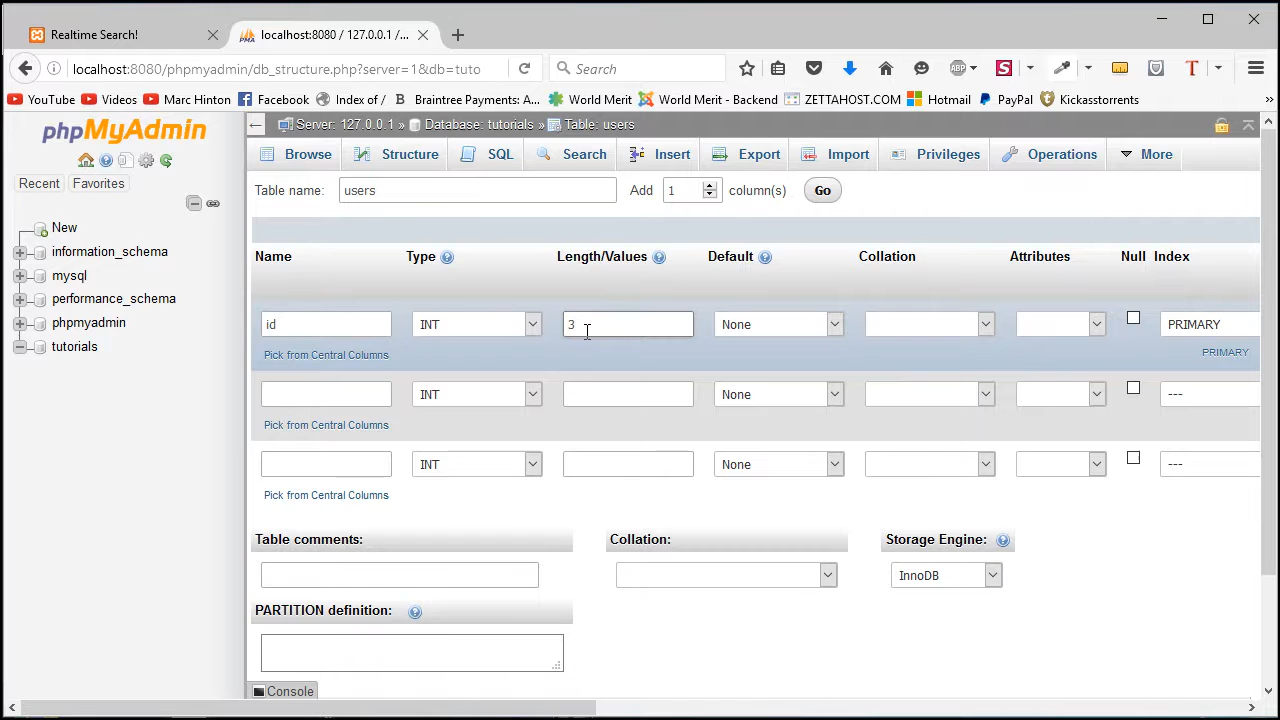 Realtime Search!
localhost:8080 / 127.0.0.1 /...
localhost:8080/phpmyadmin/db_structure.php?server=1&db=tuto
Search
ABP
YouTube
Videos
Marc Hinton
Facebook
Index of /
Braintree Payments: A...
World Merit
World Merit - Backend
ZETTAHOST.COM
Hotmail
PayPal
Kickasstorrents
phpMyAdmin
Recent
Favorites
New
information_schema
mysql
performance_schema
phpmyadmin
tutorials
Server: 127.0.0.1 » Database: tutorials » Table: users
Browse
Structure
SQL
Search
Insert
Export
Import
Privileges
Operations
More
Table name: users Add 1 column(s) Go
Name Type Length/Values Default Collation Attributes Null Index
id INT 3 None PRIMARY
Pick from Central Columns PRIMARY
INT None ---
Pick from Central Columns
INT None ---
Pick from Central Columns
Table comments: Collation: Storage Engine:
InnoDB
PARTITION definition:
Console